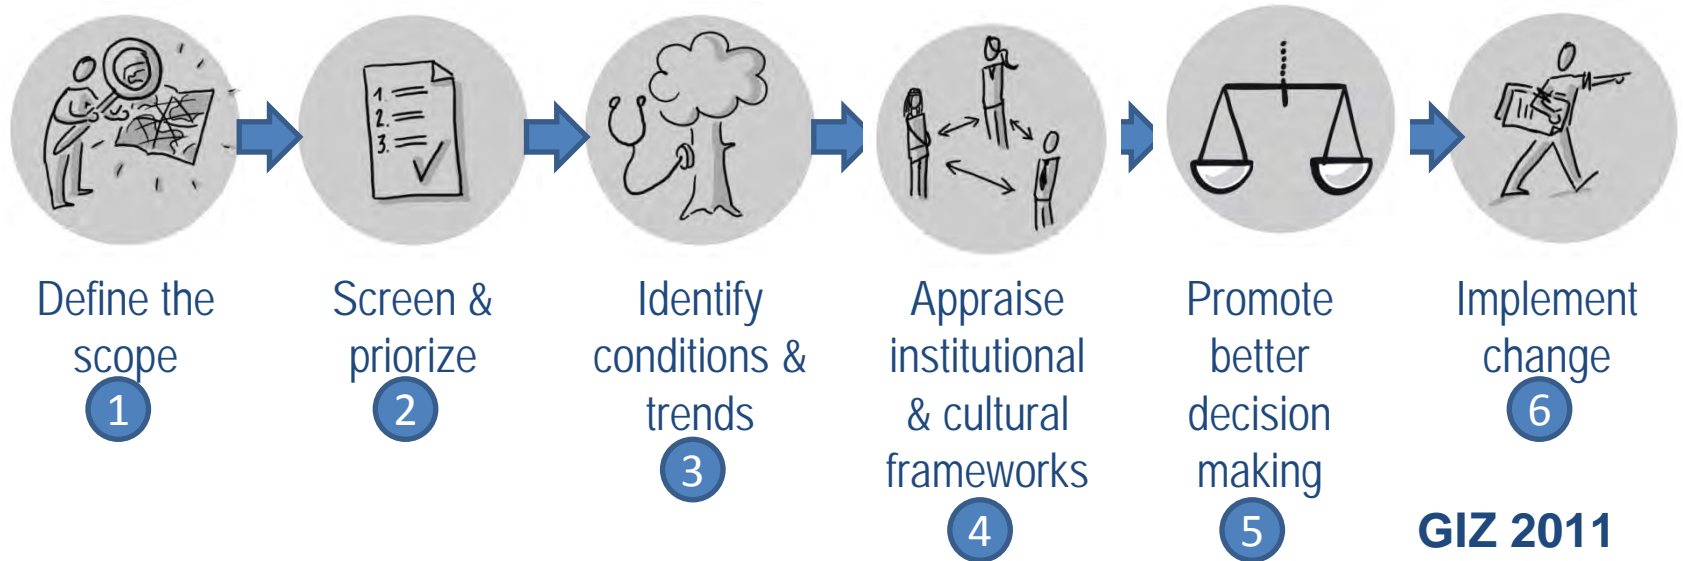 1.
2.
3.
Define the
scope
1
Screen &
priorize
2
Identify
conditions &
trends
3
Appraise
institutional
& cultural
frameworks
4
Promote
better
decision
making
5
Implement
change
6
GIZ 2011